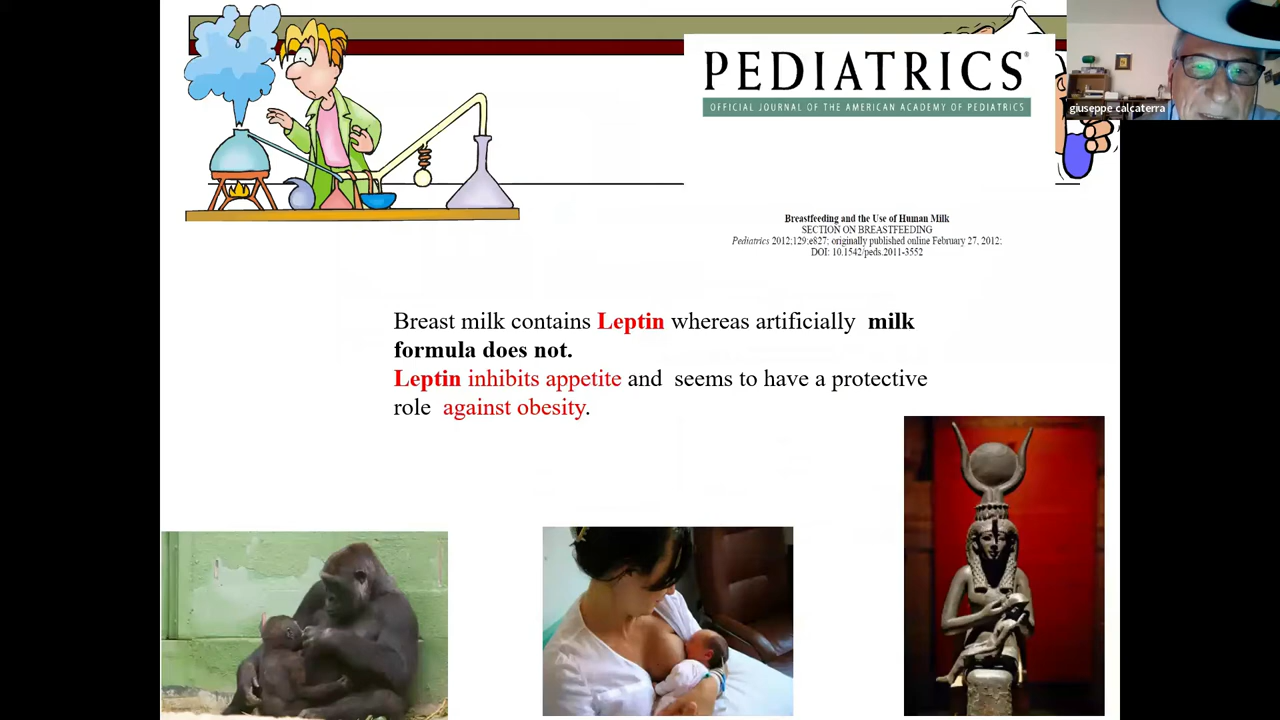 PEDIATRICS®
OFFICIAL JOURNAL OF THE AMERICAN ACADEMY OF PEDIATRICS
giuseppe calcaterra
Breastfeeding and the Use of Human Milk
SECTION ON BREASTFEEDING
Pediatrics 2012;129;e827; originally published online February 27, 2012;
DOI: 10.1542/peds.2011-3552
Breast milk contains Leptin whereas artificially milk
formula does not.
Leptin inhibits appetite and seems to have a protective
role against obesity.